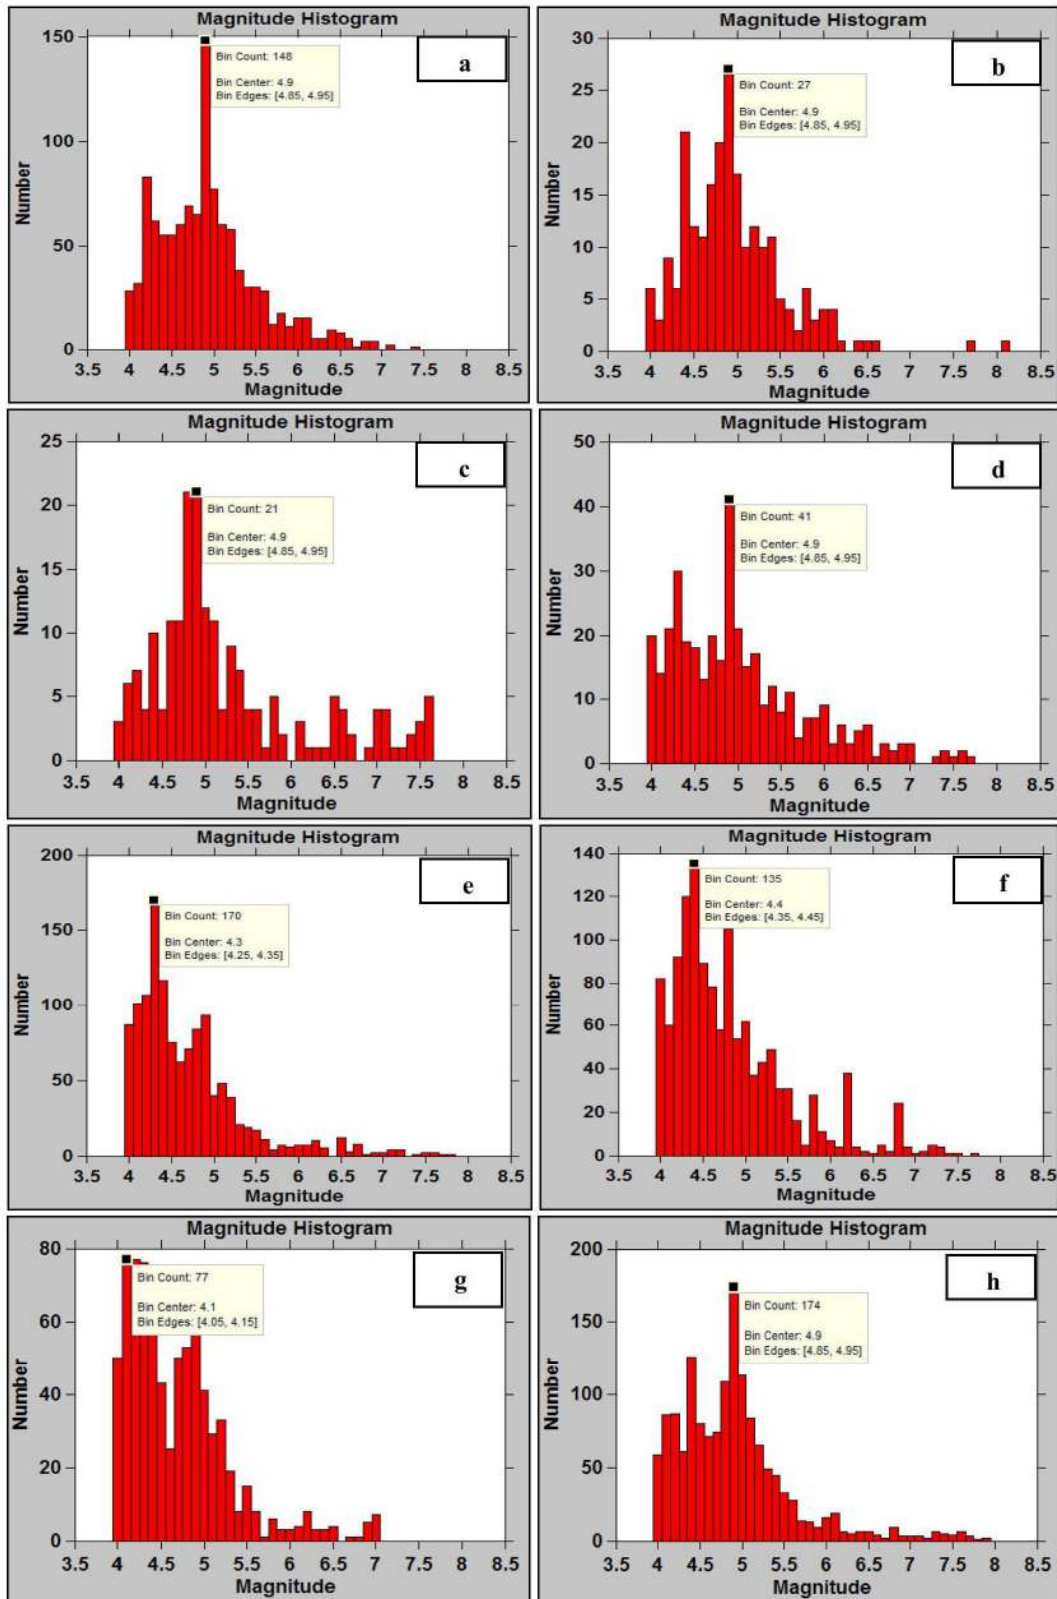 Magnitude Histogram
a
150
100
50
0
Number
Bin Count: 148
Bin Center: 4.9
Bin Edges: [4.85, 4.95]
3.5 4 4.5 5 5.5 6 6.5 7 7.5 8 8.5
Magnitude
Magnitude Histogram
b
30
25
20
15
10
5
0
Number
Bin Count: 27
Bin Center: 4.9
Bin Edges: [4.85, 4.95]
3.5 4 4.5 5 5.5 6 6.5 7 7.5 8 8.5
Magnitude
Magnitude Histogram
c
25
20
15
10
5
0
Number
Bin Count: 21
Bin Center: 4.9
Bin Edges: [4.85, 4.95]
3.5 4 4.5 5 5.5 6 6.5 7 7.5 8 8.5
Magnitude
Magnitude Histogram
d
50
40
30
20
10
0
Number
Bin Count: 41
Bin Center: 4.9
Bin Edges: [4.85, 4.95]
3.5 4 4.5 5 5.5 6 6.5 7 7.5 8 8.5
Magnitude
Magnitude Histogram
e
200
150
100
50
0
Number
Bin Count: 170
Bin Center: 4.3
Bin Edges: [4.25, 4.35]
3.5 4 4.5 5 5.5 6 6.5 7 7.5 8 8.5
Magnitude
Magnitude Histogram
f
140
120
100
80
60
40
20
0
Number
Bin Count: 135
Bin Center: 4.4
Bin Edges: [4.35, 4.45]
3.5 4 4.5 5 5.5 6 6.5 7 7.5 8 8.5
Magnitude
Magnitude Histogram
g
80
60
40
20
0
Number
Bin Count: 77
Bin Center: 4.1
Bin Edges: [4.05, 4.15]
3.5 4 4.5 5 5.5 6 6.5 7 7.5 8 8.5
Magnitude
Magnitude Histogram
h
200
150
100
50
0
Number
Bin Count: 174
Bin Center: 4.9
Bin Edges: [4.85, 4.95]
3.5 4 4.5 5 5.5 6 6.5 7 7.5 8 8.5
Magnitude